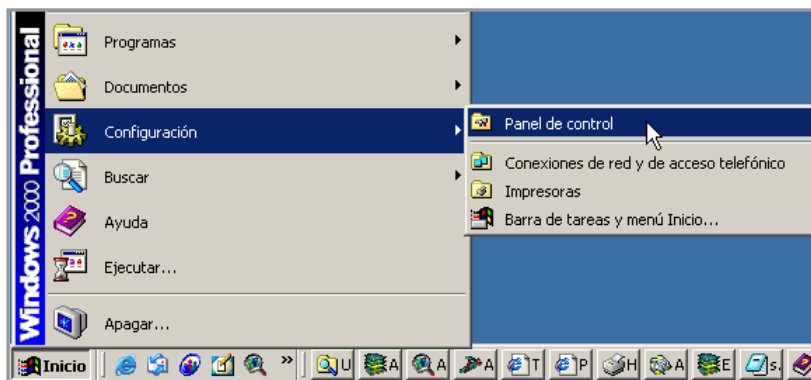 Windows 2000 Professional
Programas
Documentos
Configuración
Buscar
Ayuda
Ejecutar...
Apagar...
Panel de control
Conexiones de red y de acceso telefónico
Impresoras
Barra de tareas y menú Inicio...
Inicio » U A A A T P H A E s.